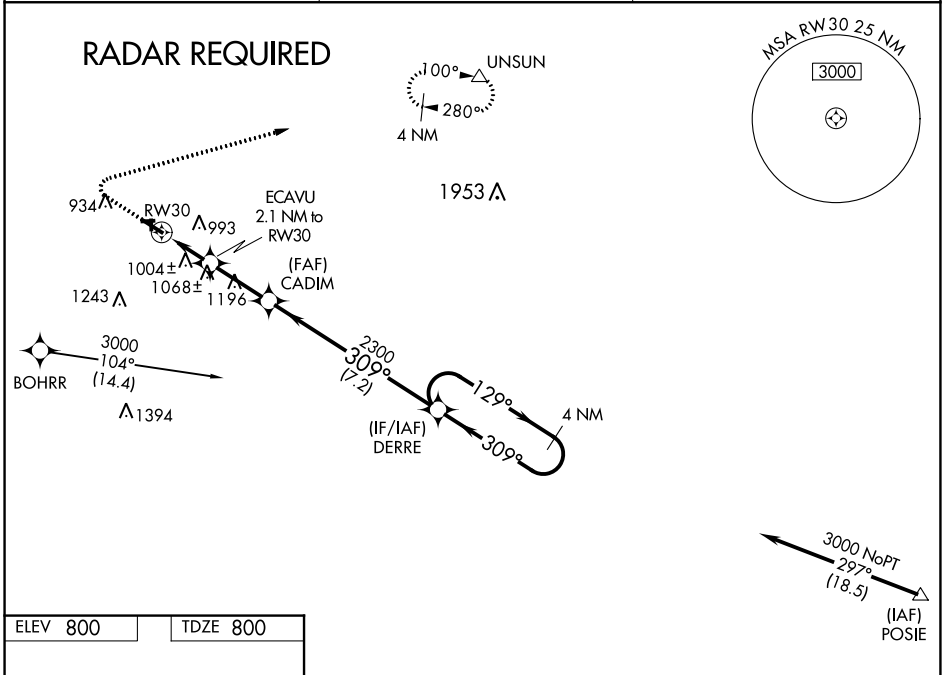 RADAR REQUIRED
MSA RW30 25 NM
3000
UNSUN
100°
280°
4 NM
1953
934
RW30
993
ECAVU
2.1 NM to
RW30
(FAF)
CADIM
1004±
1068±
1196
1243
3000
104°
(14.4)
BOHRR
1394
2300
309°
(7.2)
129°
4 NM
309°
(IF/IAF)
DERRE
3000 NoPT
297°
(18.5)
(IAF)
POSIE
ELEV 800
TDZE 800